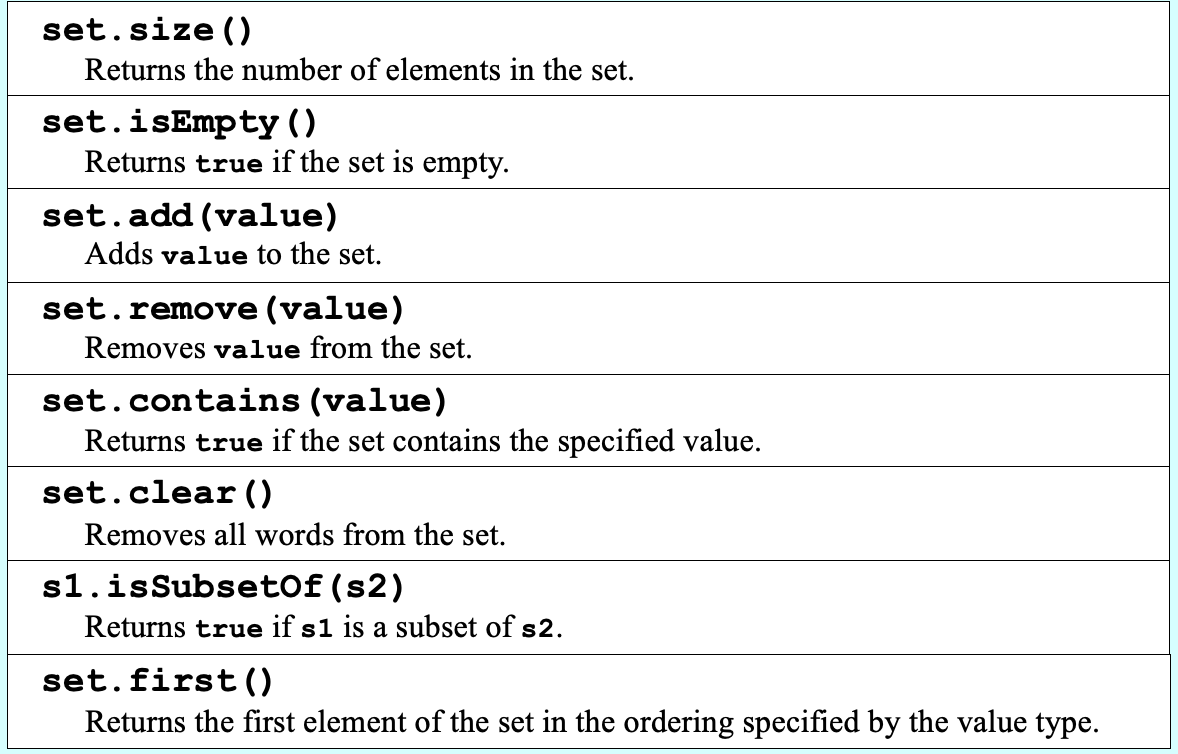 set.size()
Returns the number of elements in the set.
set.isEmpty()
Returns true if the set is empty.
set.add(value)
Adds value to the set.
set.remove(value)
Removes value from the set.
set.contains(value)
Returns true if the set contains the specified value.
set.clear()
Removes all words from the set.
s1.isSubsetOf(s2)
Returns true if s1 is a subset of s2.
set.first()
Returns the first element of the set in the ordering specified by the value type.